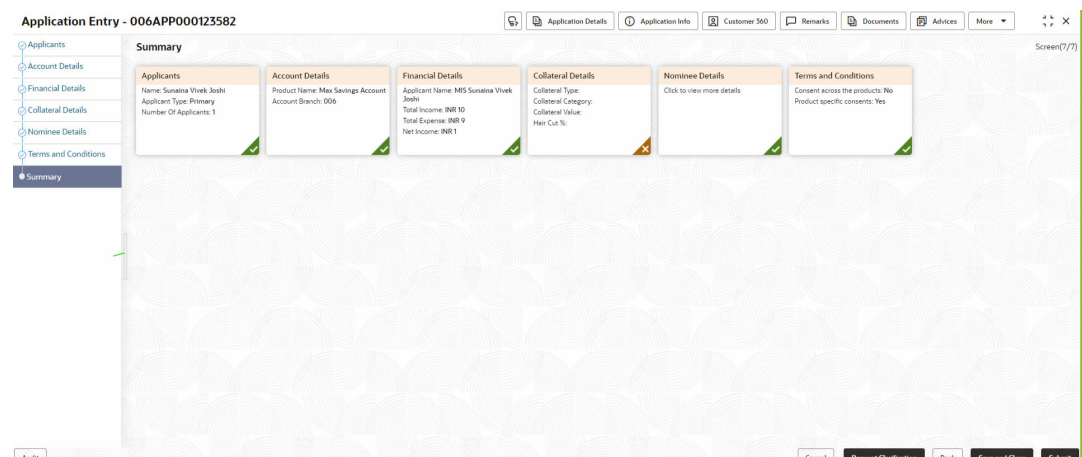 Application Entry - 006APP000123582
Application Details
Application Info
Customer 360
Remarks
Documents
Advices
More
Applicants
Account Details
Financial Details
Collateral Details
Nominee Details
Terms and Conditions
Summary
Summary
Screen(7/7)
Applicants
Name: Sunaina Vivek Joshi
Applicant Type: Primary
Number Of Applicants: 1
Account Details
Product Name: Max Savings Account
Account Branch: 006
Financial Details
Applicant Name: MIS Sunaina Vivek
Joshi
Total Income: INR 10
Total Expense: INR 9
Net Income: INR 1
Collateral Details
Collateral Type:
Collateral Category:
Collateral Value:
Hair Cut %:
Nominee Details
Click to view more details
Terms and Conditions
Consent across the products: No
Product specific consents: Yes